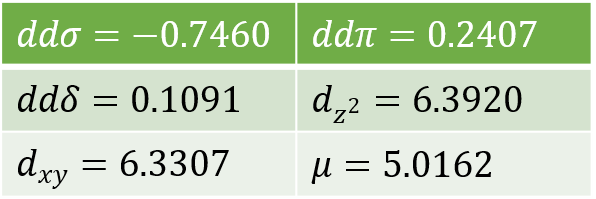 ddσ = −0.7460 ddπ = 0.2407
ddδ = 0.1091 d_{z^2} = 6.3920
d_{xy} = 6.3307 μ = 5.0162